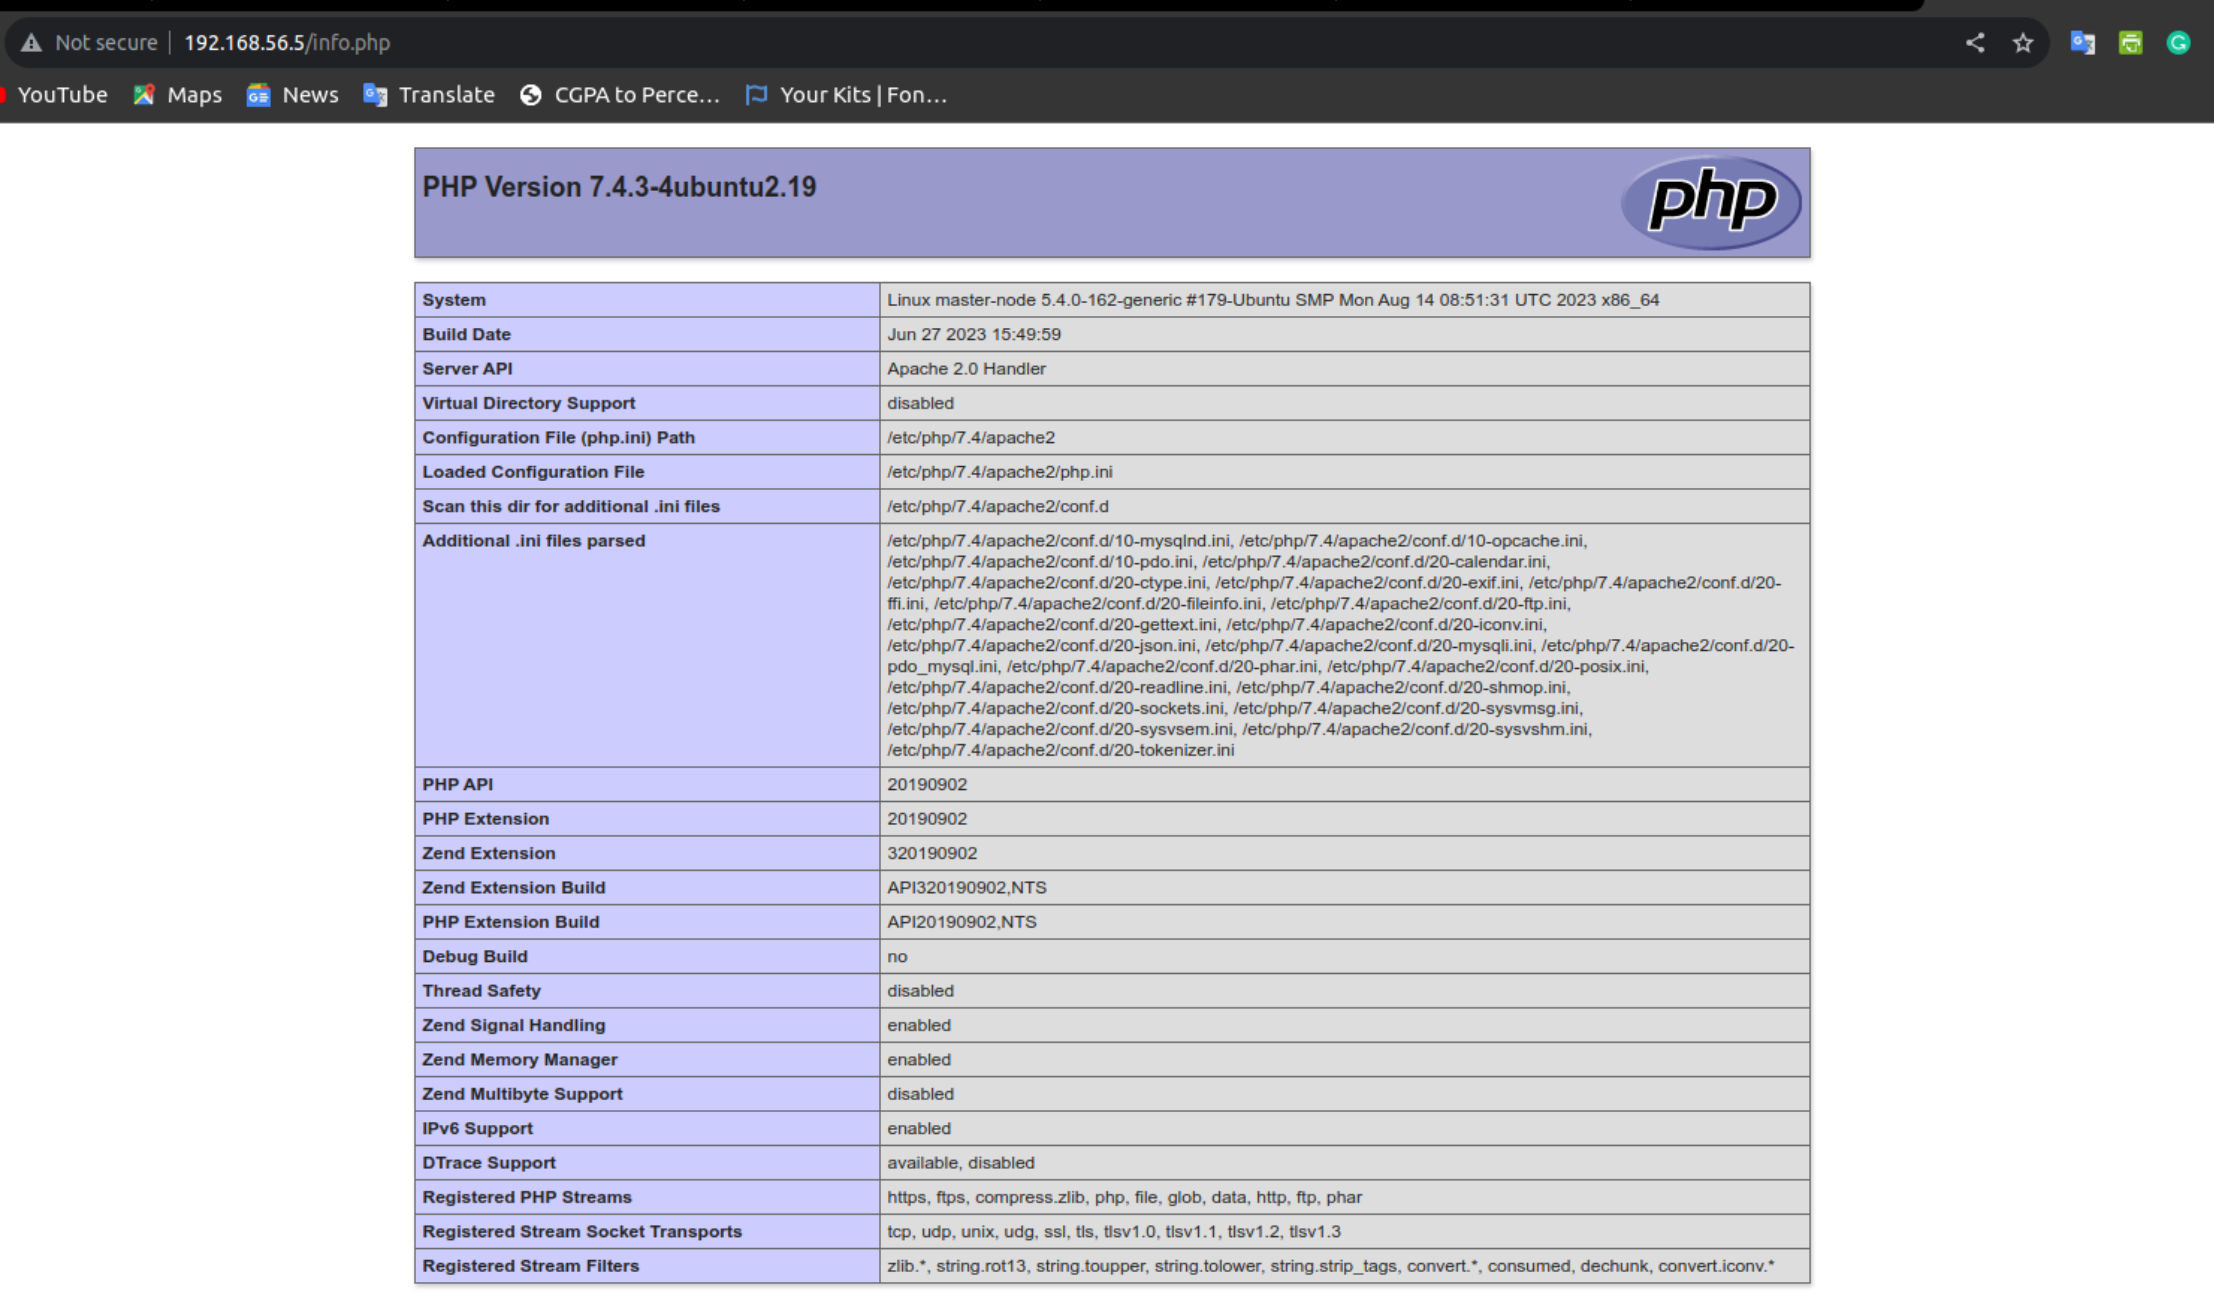 Not secure | 192.168.56.5/info.php
YouTube Maps News Translate CGPA to Perce... Your Kits | Fon...
PHP Version 7.4.3-4ubuntu2.19
php
System Linux master-node 5.4.0-162-generic #179-Ubuntu SMP Mon Aug 14 08:51:31 UTC 2023 x86_64
Build Date Jun 27 2023 15:49:59
Server API Apache 2.0 Handler
Virtual Directory Support disabled
Configuration File (php.ini) Path /etc/php/7.4/apache2
Loaded Configuration File /etc/php/7.4/apache2/php.ini
Scan this dir for additional .ini files /etc/php/7.4/apache2/conf.d
Additional .ini files parsed /etc/php/7.4/apache2/conf.d/10-mysqlnd.ini, /etc/php/7.4/apache2/conf.d/10-opcache.ini,
/etc/php/7.4/apache2/conf.d/10-pdo.ini, /etc/php/7.4/apache2/conf.d/20-calendar.ini,
/etc/php/7.4/apache2/conf.d/20-ctype.ini, /etc/php/7.4/apache2/conf.d/20-exif.ini, /etc/php/7.4/apache2/conf.d/20-
ffi.ini, /etc/php/7.4/apache2/conf.d/20-fileinfo.ini, /etc/php/7.4/apache2/conf.d/20-ftp.ini,
/etc/php/7.4/apache2/conf.d/20-gettext.ini, /etc/php/7.4/apache2/conf.d/20-iconv.ini,
/etc/php/7.4/apache2/conf.d/20-json.ini, /etc/php/7.4/apache2/conf.d/20-mysqli.ini, /etc/php/7.4/apache2/conf.d/20-
pdo_mysql.ini, /etc/php/7.4/apache2/conf.d/20-phar.ini, /etc/php/7.4/apache2/conf.d/20-posix.ini,
/etc/php/7.4/apache2/conf.d/20-readline.ini, /etc/php/7.4/apache2/conf.d/20-shmop.ini,
/etc/php/7.4/apache2/conf.d/20-sockets.ini, /etc/php/7.4/apache2/conf.d/20-sysvmsg.ini,
/etc/php/7.4/apache2/conf.d/20-sysvsem.ini, /etc/php/7.4/apache2/conf.d/20-sysvshm.ini,
/etc/php/7.4/apache2/conf.d/20-tokenizer.ini
PHP API 20190902
PHP Extension 20190902
Zend Extension 320190902
Zend Extension Build API320190902,NTS
PHP Extension Build API20190902,NTS
Debug Build no
Thread Safety disabled
Zend Signal Handling enabled
Zend Memory Manager enabled
Zend Multibyte Support disabled
IPv6 Support enabled
DTrace Support available, disabled
Registered PHP Streams https, ftps, compress.zlib, php, file, glob, data, http, ftp, phar
Registered Stream Socket Transports tcp, udp, unix, udg, ssl, tls, tlsv1.0, tlsv1.1, tlsv1.2, tlsv1.3
Registered Stream Filters zlib.*, string.rot13, string.toupper, string.tolower, string.strip_tags, convert.*, consumed, dechunk, convert.iconv.*